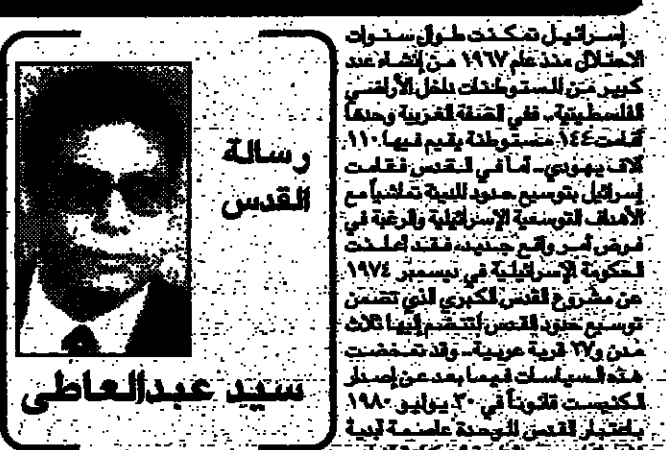 إسرائيل تمكنت طوال سنوات
الاحتلال منذ عام ١٩٦٧ من إنشاء عدد
كبير من المستوطنات داخل الأراضي
الفلسطينية.. ففي الضفة الغربية وحدها
أقامت ١٤٤ مستوطنة يقيم فيها ١١٠
آلاف يهودي.. أما في القدس فقامت
إسرائيل بتوسيع حدود المدينة تماشياً مع
الأهداف التوسعية الإسرائيلية والرغبة في
فرض أمر واقع جديد، فقد أعلنت
الحكومة الإسرائيلية في ديسمبر ١٩٧٤
عن مشروع القدس الكبري الذي تضمن
توسيع حدود القدس لتنضم إليها ثلاث
مدن و٢٧ قرية عربية.. وقد تمخضت
هذه السياسات فيما بعد عن إصدار
الكنيست قانوناً في ٣٠ يوليو ١٩٨٠
باعتبار القدس الموحدة عاصمة أبدية
رسالة
القدس
سيد عبدالعاطى